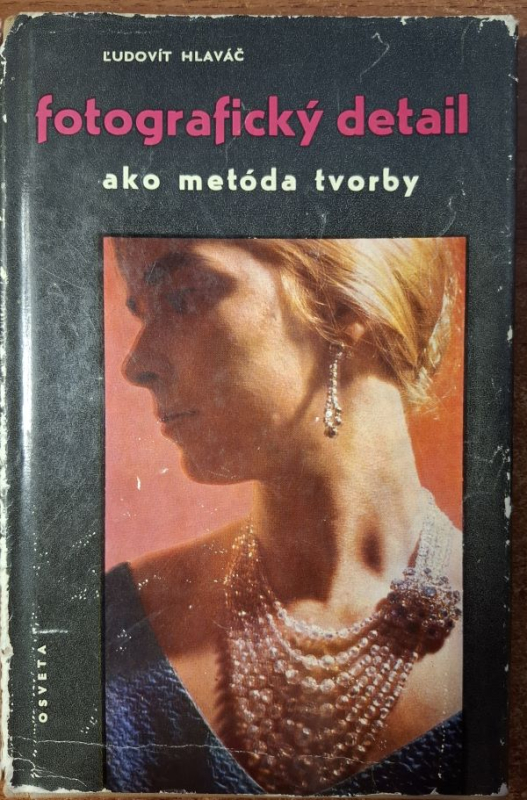 ĽUDOVÍT HLAVÁČ
fotografický detail
ako metóda tvorby
OSVETA